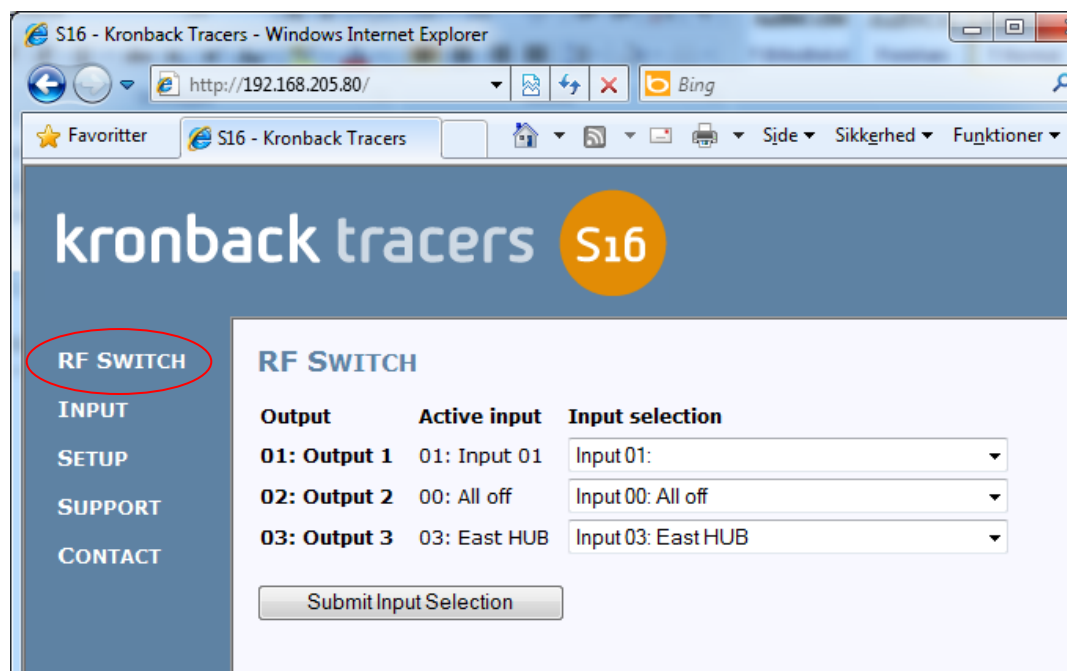 S16 - Kronback Tracers - Windows Internet Explorer
http://192.168.205.80/
Bing
Favoritter
S16 - Kronback Tracers
Side
Sikkerhed
Funktioner
kronback tracers S16
RF SWITCH
INPUT
SETUP
SUPPORT
CONTACT
RF SWITCH
Output Active input Input selection
01: Output 1 01: Input 01 Input 01:
02: Output 2 00: All off Input 00: All off
03: Output 3 03: East HUB Input 03: East HUB
Submit Input Selection